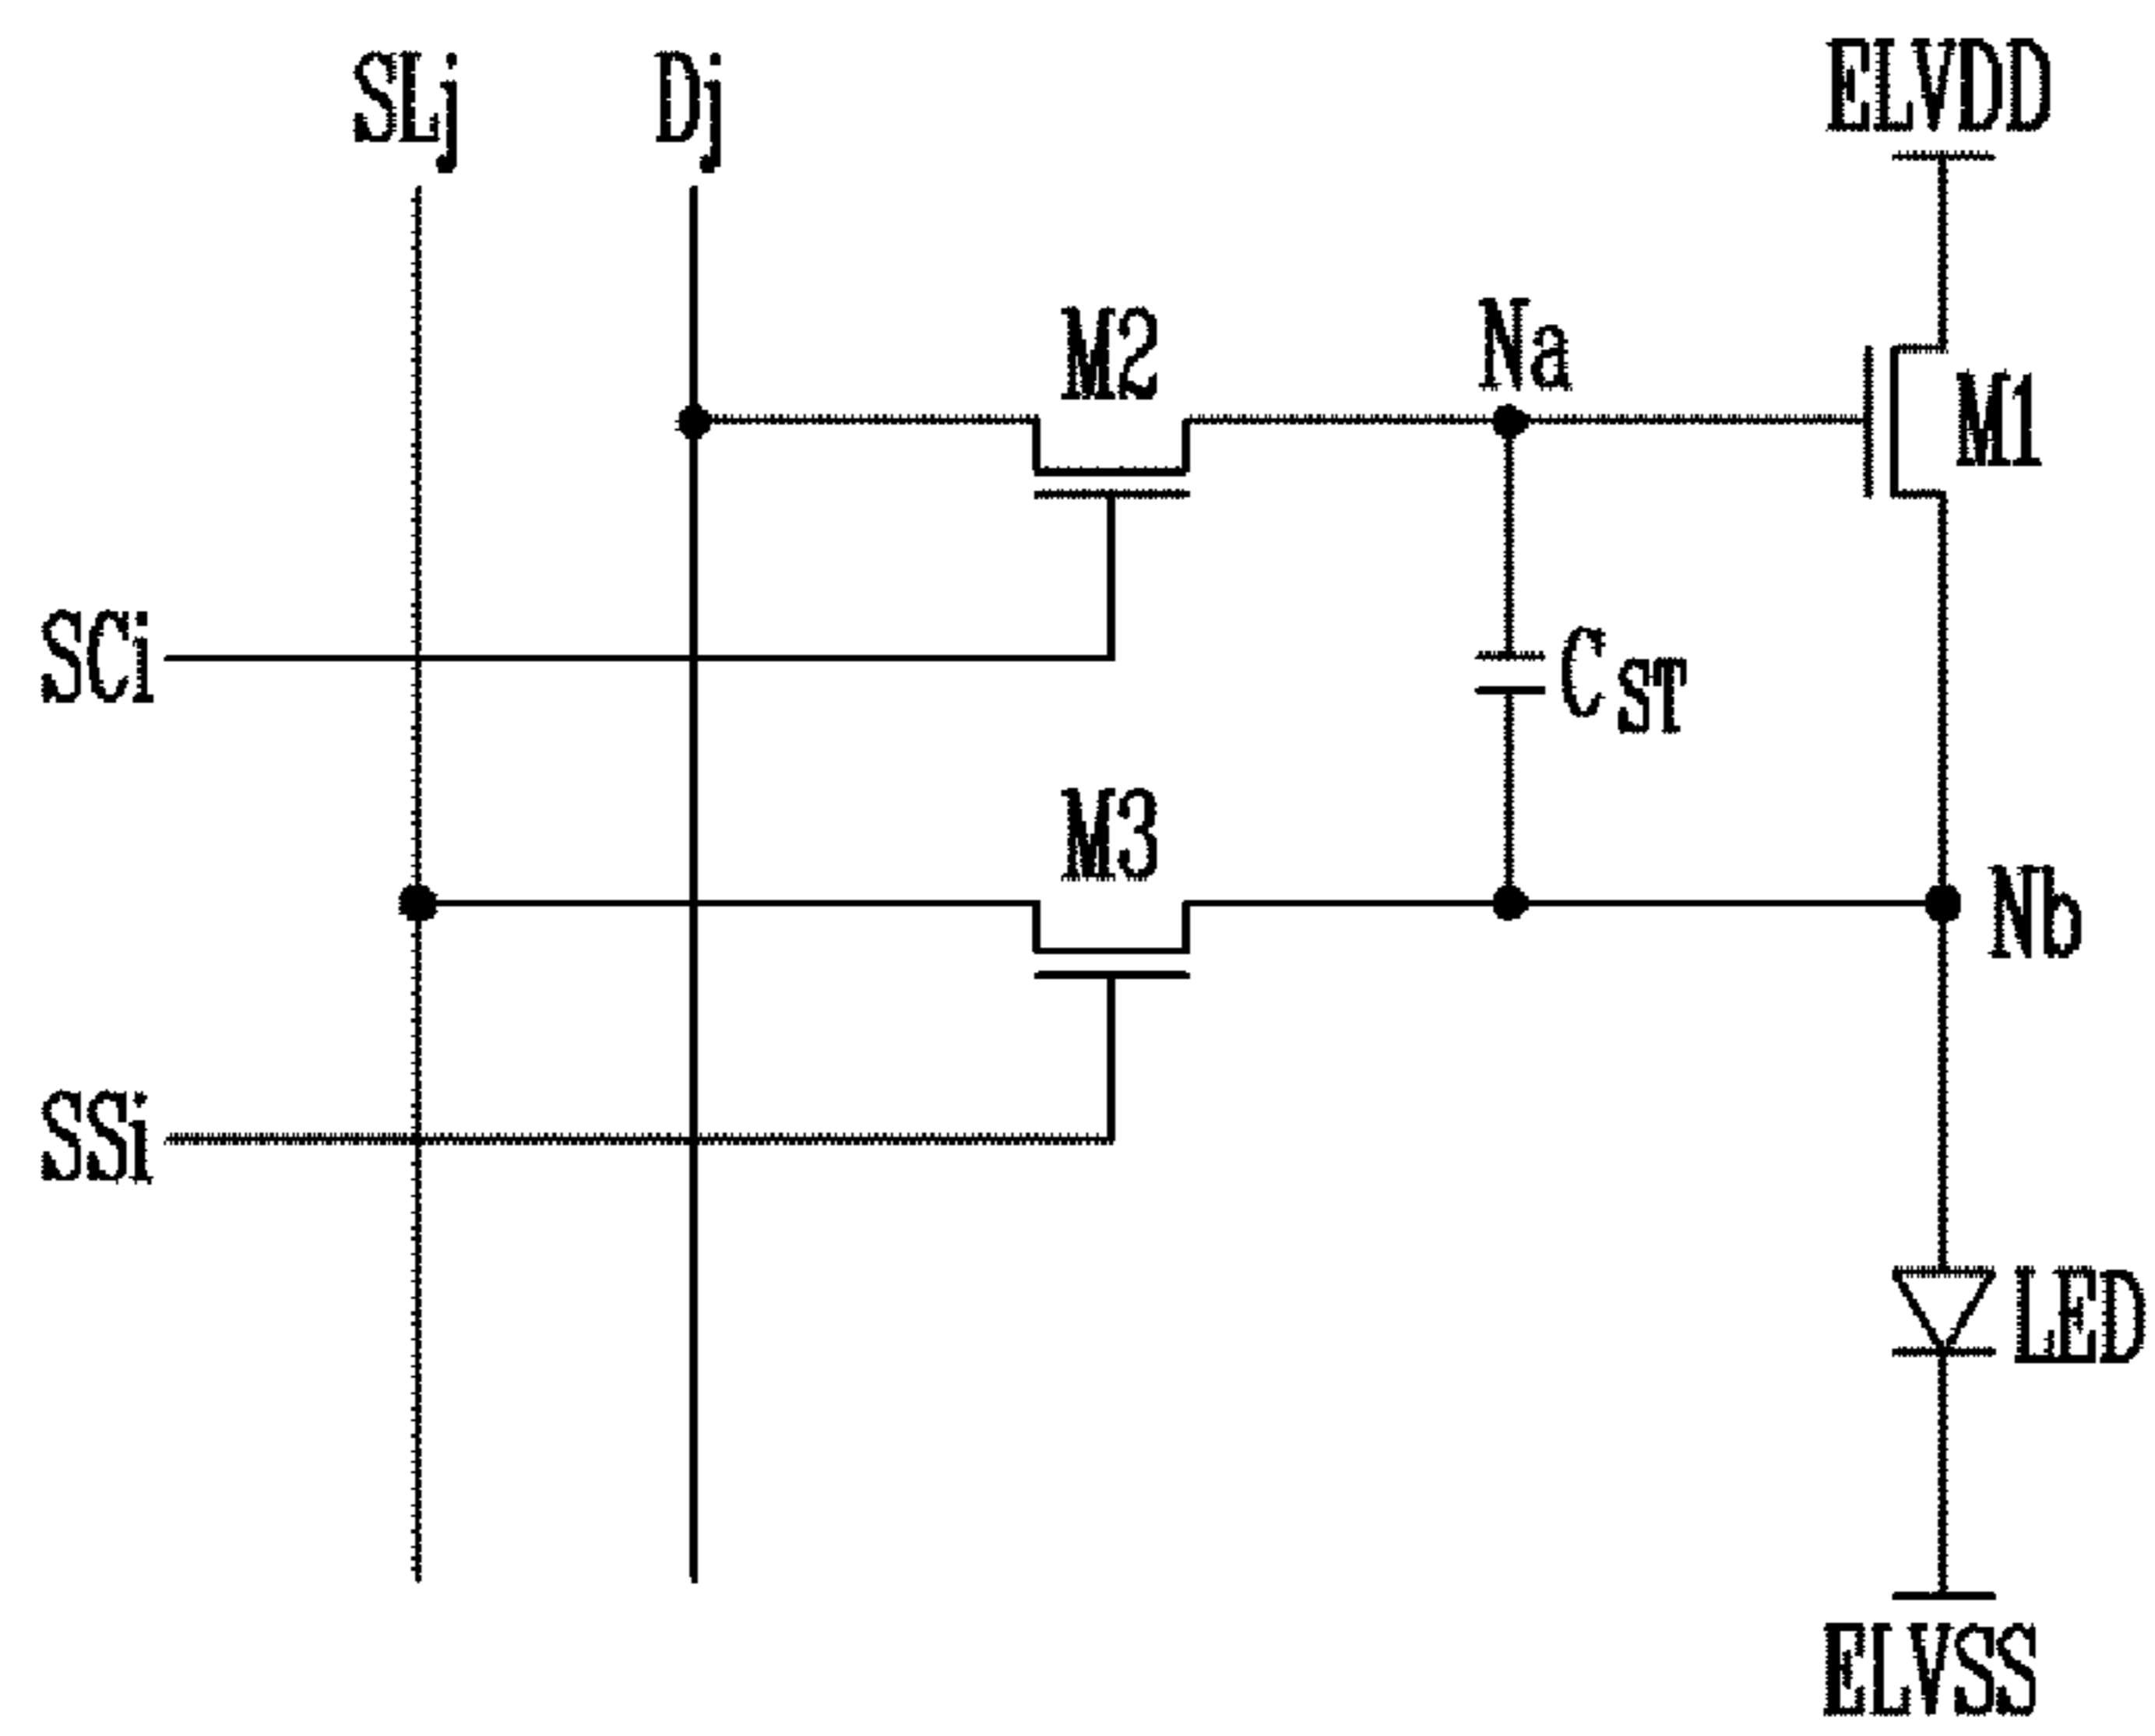 SLj
Dj
ELVDD
M2
Na
M1
SCi
CST
M3
Nb
SSi
LED
ELVSS